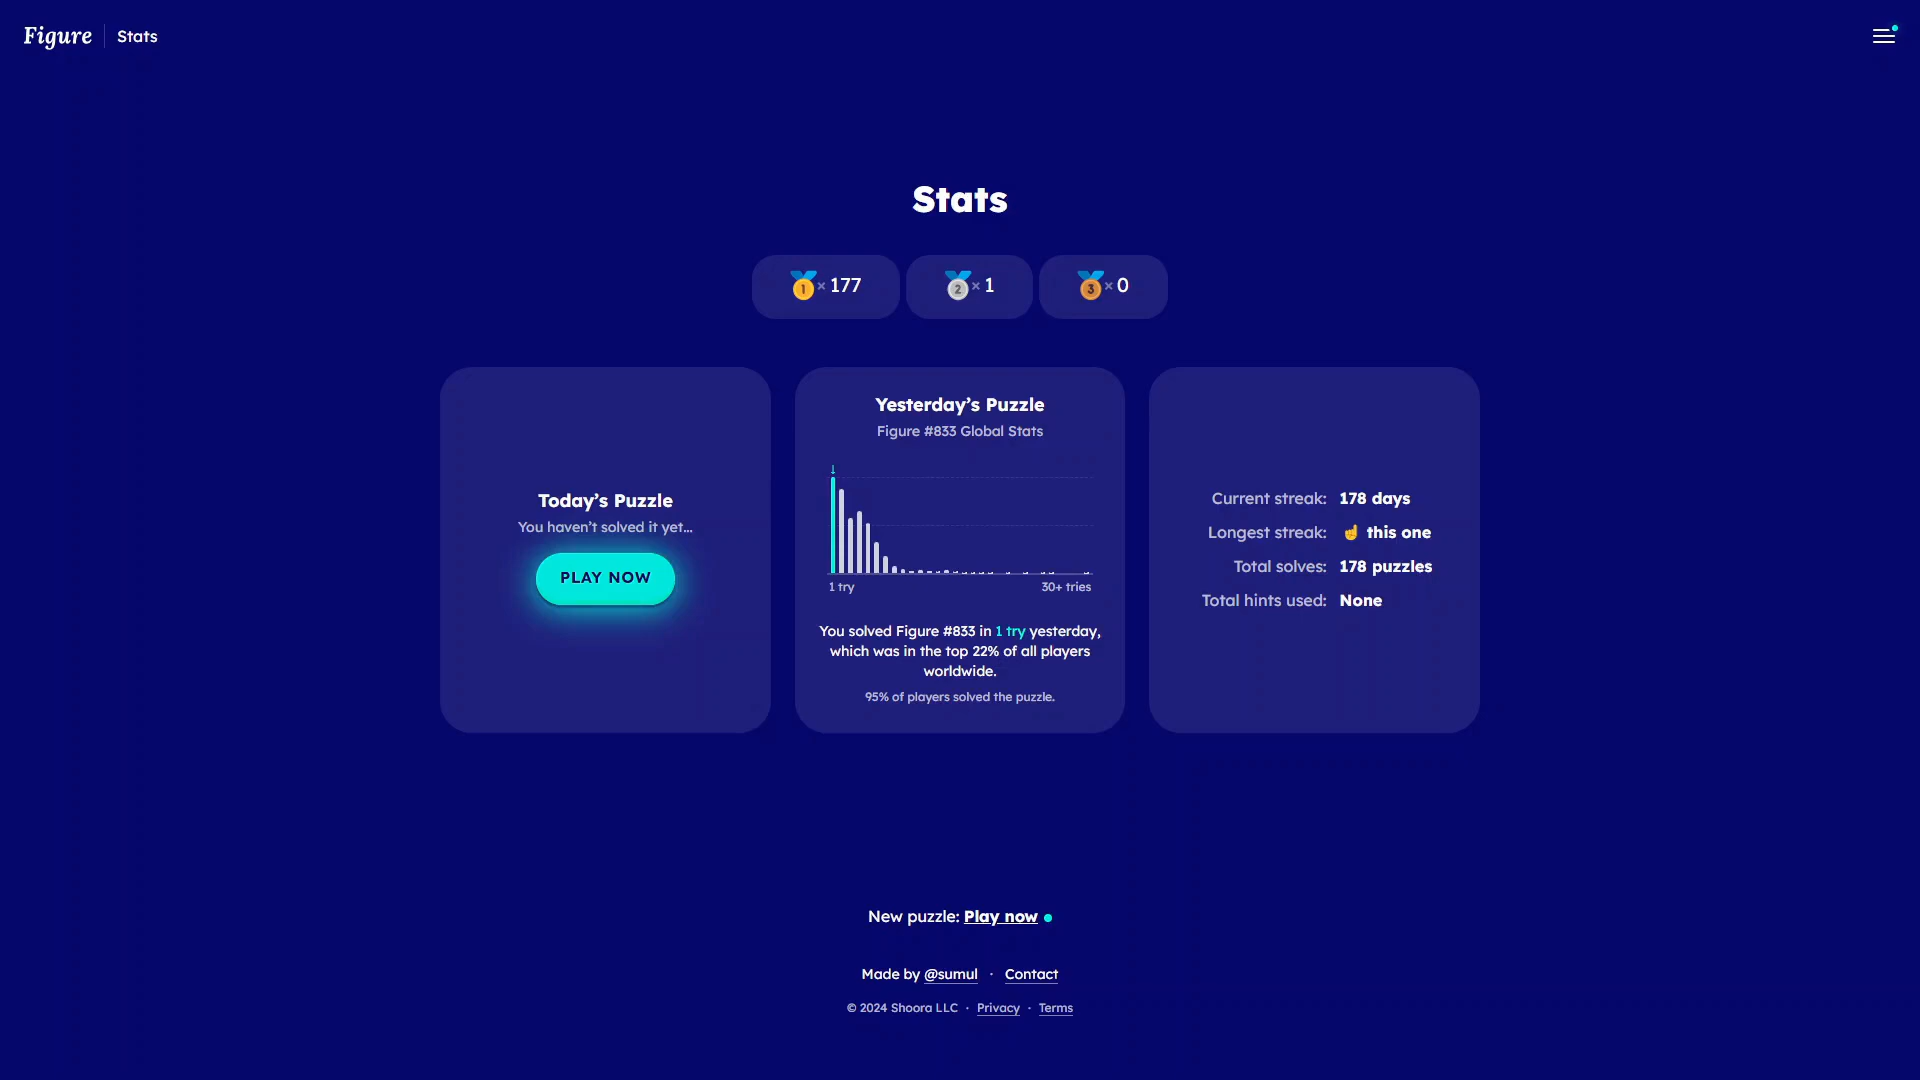 Figure
Stats
Stats
1 × 177
2 × 1
3 × 0
Today’s Puzzle
You haven’t solved it yet…
PLAY NOW
Yesterday’s Puzzle
Figure #833 Global Stats
↓
1 try
30+ tries
You solved Figure #833 in 1 try yesterday,
which was in the top 22% of all players
worldwide.
95% of players solved the puzzle.
Current streak: 178 days
Longest streak: ☝️ this one
Total solves: 178 puzzles
Total hints used: None
New puzzle: Play now
Made by @sumul · Contact
© 2024 Shoora LLC · Privacy · Terms